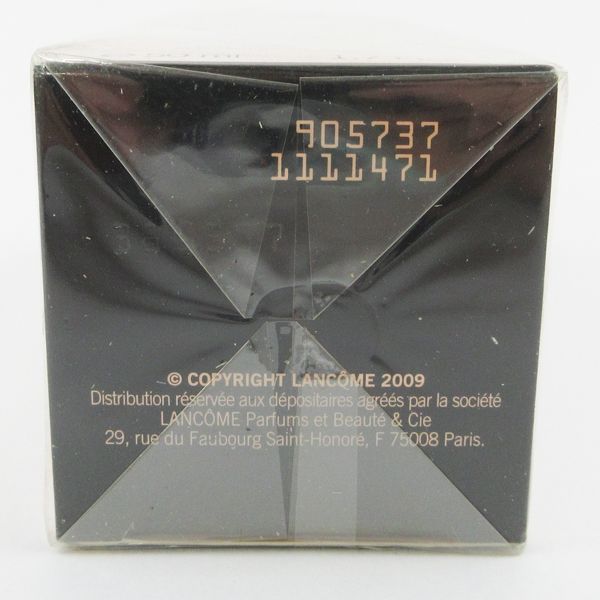 905737
1111471
© COPYRIGHT LANCÔME 2009
Distribution réservée aux dépositaires agréés par la société
LANCÔME Parfums et Beauté & Cie
29, rue du Faubourg Saint-Honoré, F 75008 Paris.